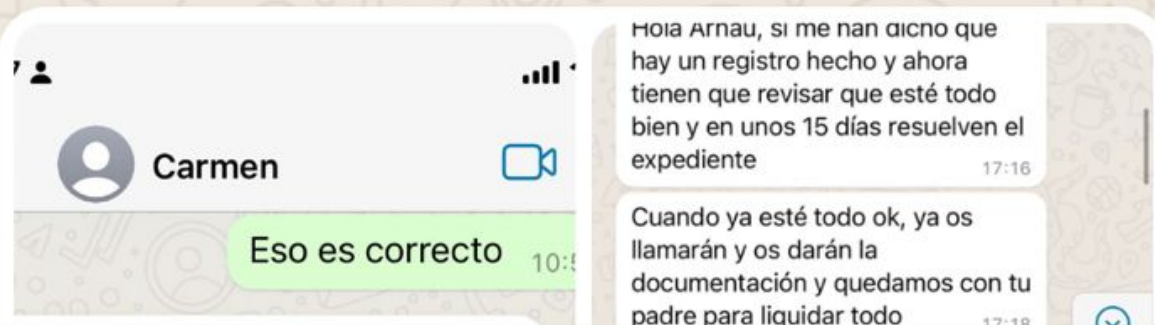 Carmen
Eso es correcto
Hola Arnau, si me han dicho que
hay un registro hecho y ahora
tienen que revisar que esté todo
bien y en unos 15 días resuelven el
expediente
17:16
Cuando ya esté todo ok, ya os
llamarán y os darán la
documentación y quedamos con tu
padre para liquidar todo
17:18